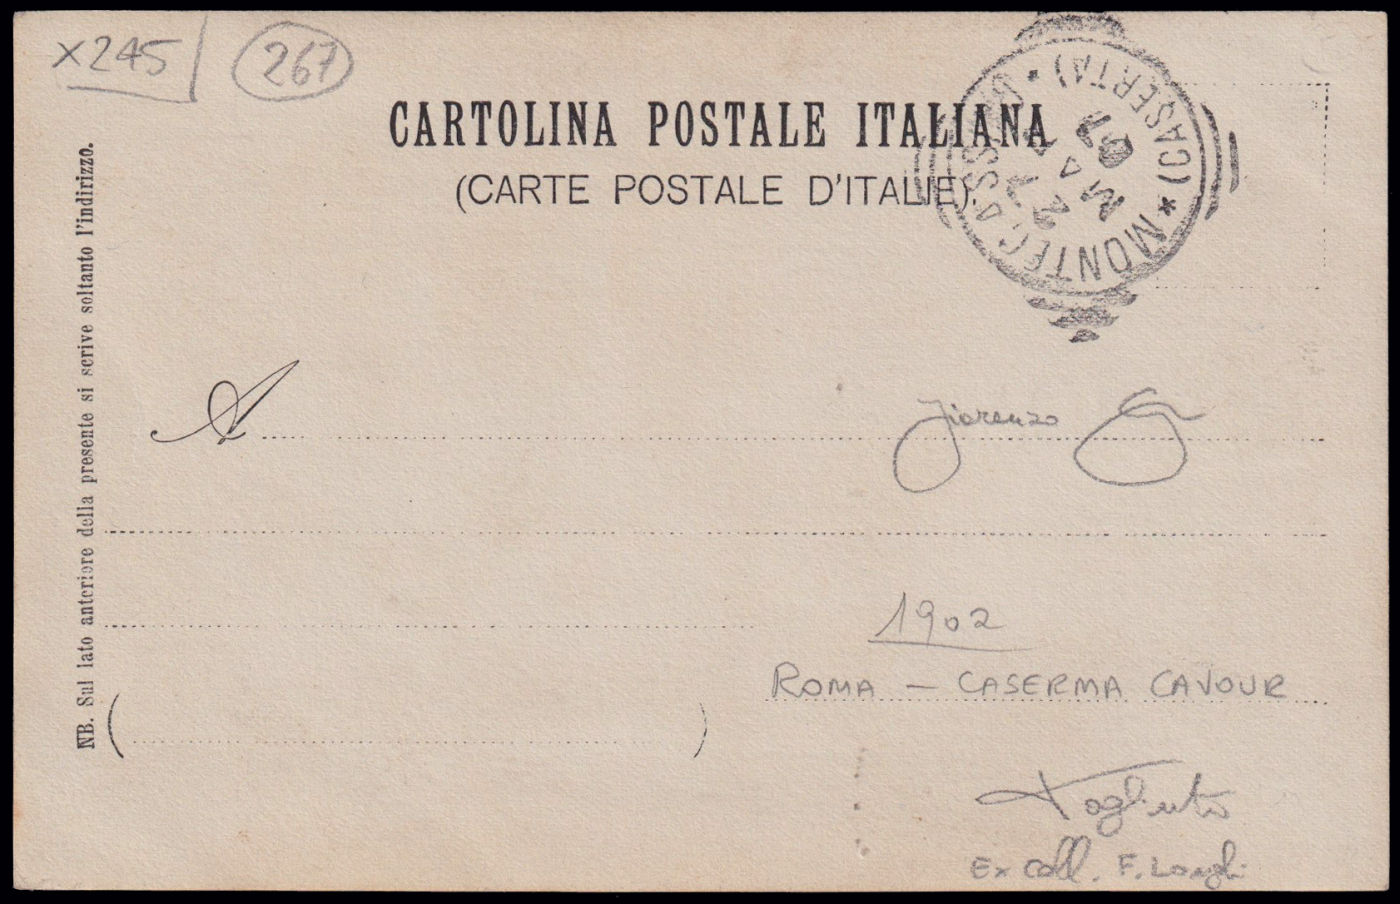 x245
267
CARTOLINA POSTALE ITALIANA
(CARTE POSTALE D'ITALIE).
MONTECASSINO * (CASERTA) *
MAR
NB. Sul lato anteriore della presente si scrive soltanto l'indirizzo.
A
Fiorenzo
1902
ROMA — CASERMA CAVOUR
Ex coll. F. Longhi